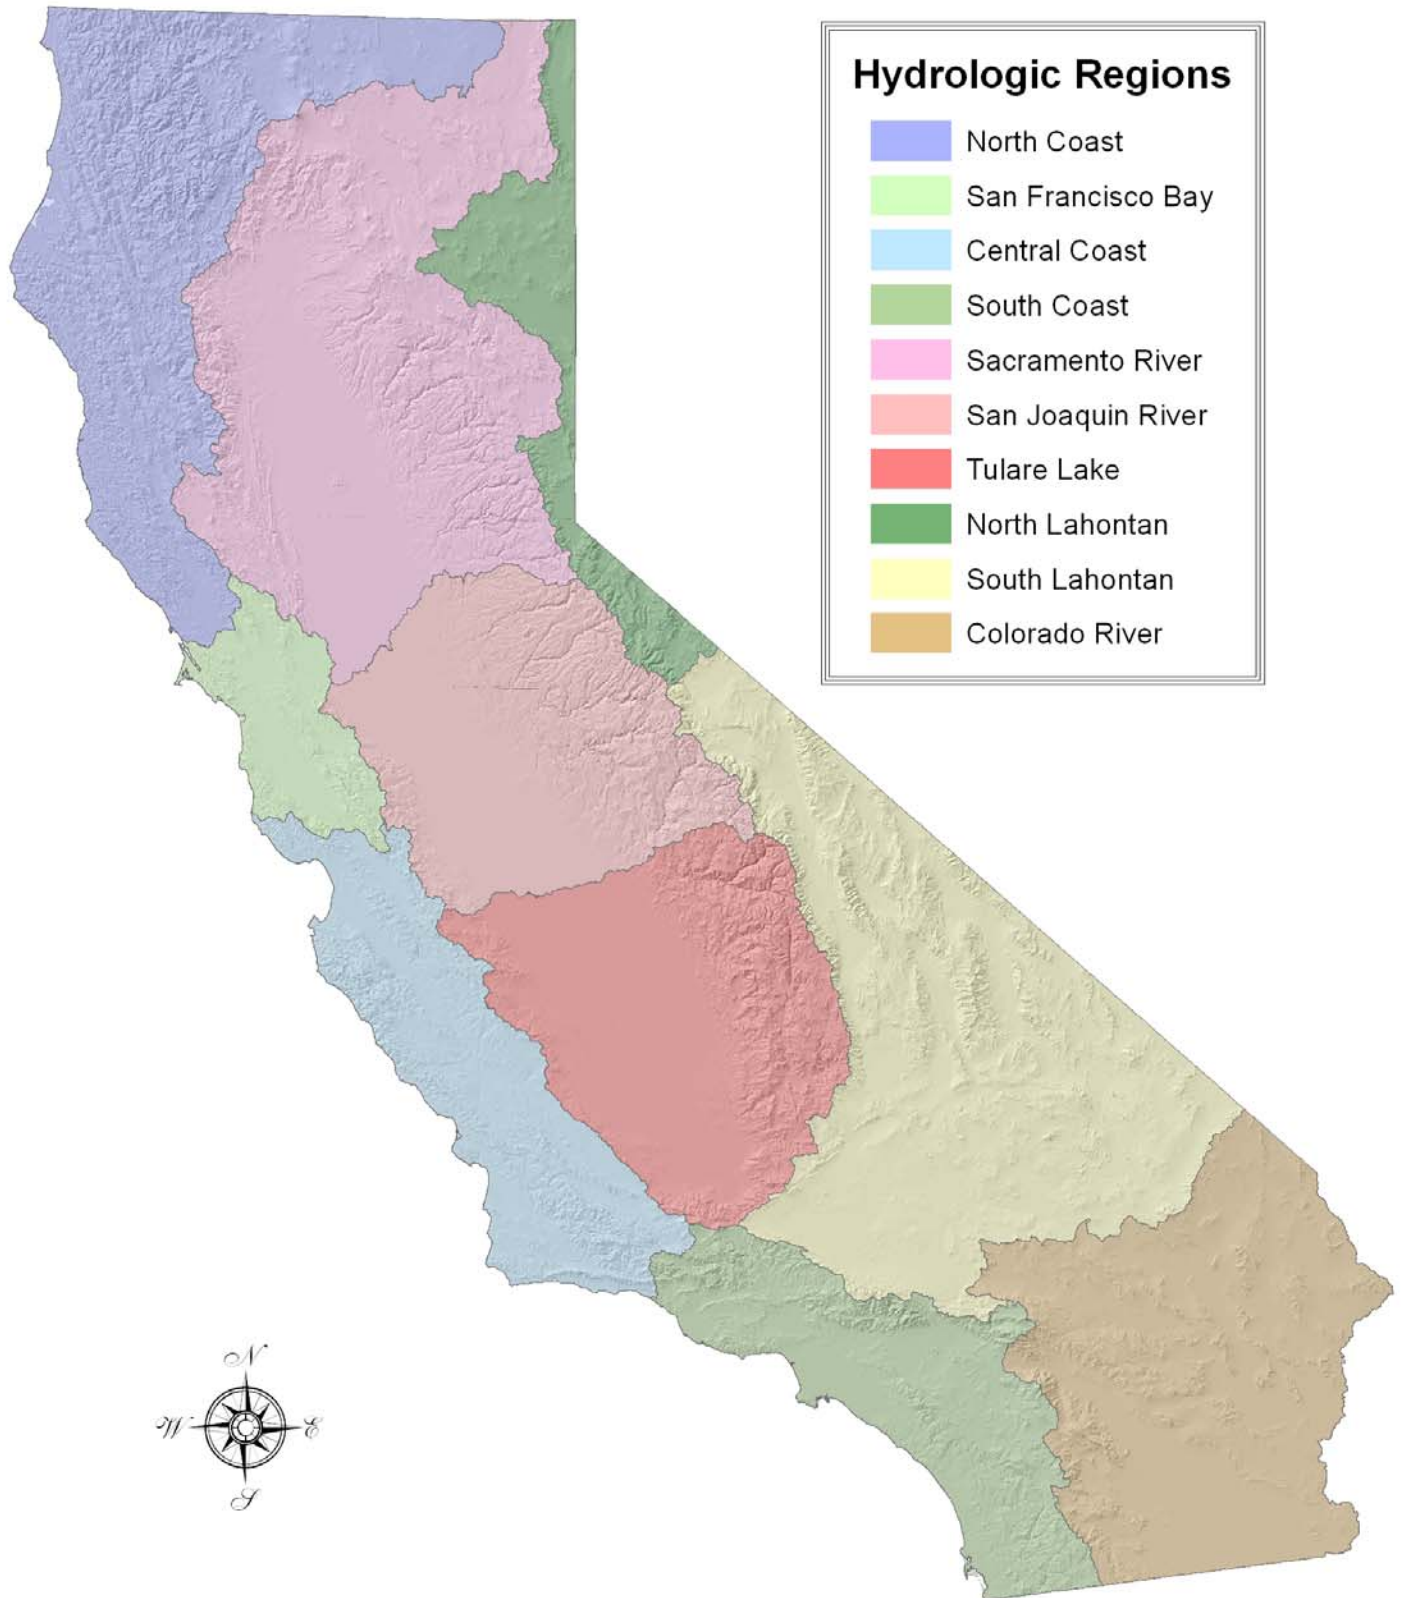 Hydrologic Regions
North Coast
San Francisco Bay
Central Coast
South Coast
Sacramento River
San Joaquin River
Tulare Lake
North Lahontan
South Lahontan
Colorado River
N
W
E
S